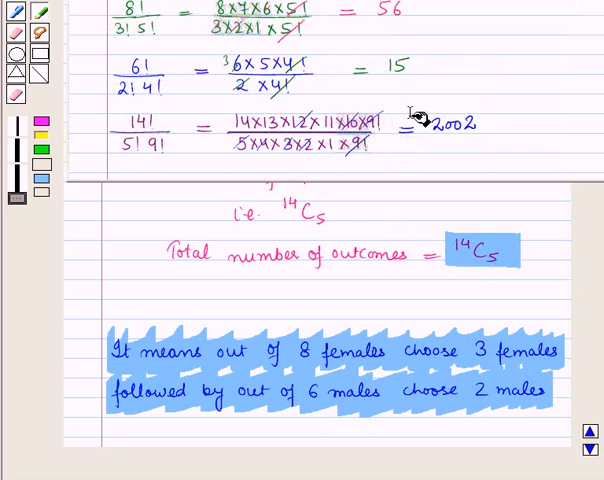 8! / 3! 5! = 8×7×6×5! / 3×2×1×5! = 56
6! / 2! 4! = 3 6×5×4! / 2×4! = 15
14! / 5! 9! = 14×13×12×11×10×9! / 5×4×3×2×1×9! = 2002
i.e. ¹⁴C₅
Total number of outcomes = ¹⁴C₅
It means out of 8 females choose 3 females
followed by out of 6 males choose 2 males